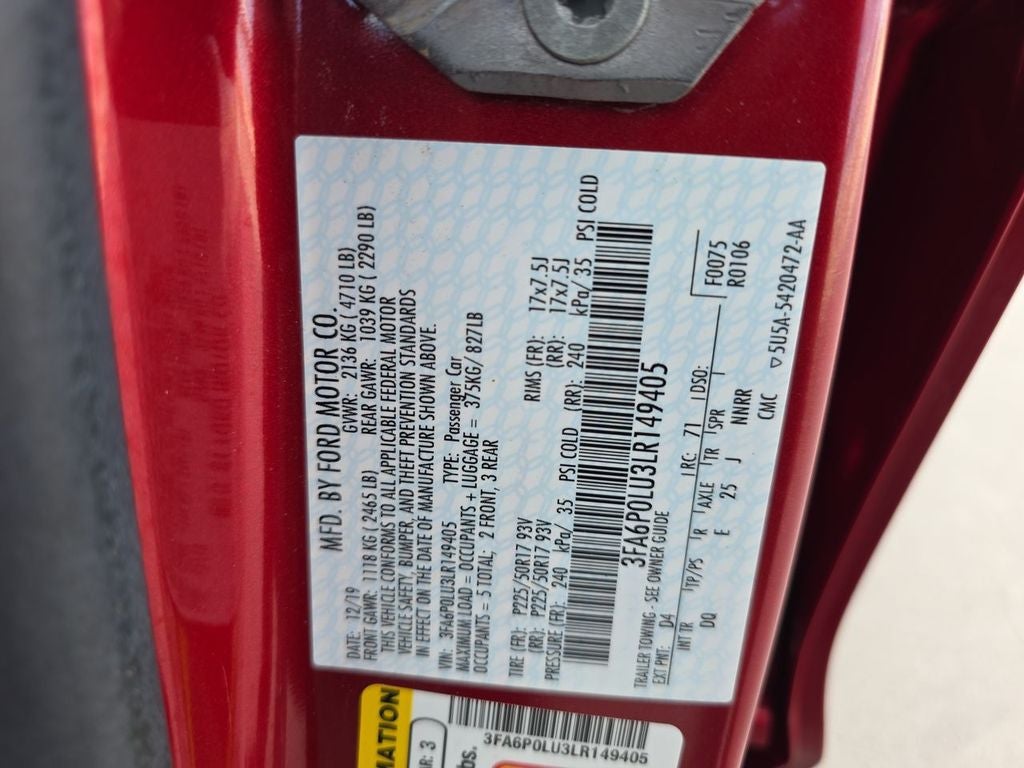 MFD. BY FORD MOTOR CO.
DATE: 12/19 GVWR: 2136 KG ( 4710 LB)
FRONT GAWR: 1118 KG ( 2465 LB) REAR GAWR: 1039 KG ( 2290 LB)
THIS VEHICLE CONFORMS TO ALL APPLICABLE FEDERAL MOTOR
VEHICLE SAFETY, BUMPER, AND THEFT PREVENTION STANDARDS
IN EFFECT IN THE DATE OF MANUFACTURE SHOWN ABOVE.
VIN: 3FA6P0LU3LR149405 TYPE: Passenger Car
MAXIMUM LOAD = OCCUPANTS + LUGGAGE = 375KG/ 827LB
OCCUPANTS = 5 TOTAL; 2 FRONT, 3 REAR
TIRE (FR): P225/50R17 93V RIMS (FR): 17x7.5J
(RR): P225/50R17 93V (RR): 17x7.5J
PRESSURE(FR): 240 kPa/ 35 PSI COLD (RR): 240 kPa/ 35 PSI COLD
3FA6P0LU3LR149405
TRAILER TOWING - SEE OWNER GUIDE
EXT PNT: D4 RC: 71 DSO: F0075
INT TR TP/PS R AXLE TR SPR R0106
DQ E 25 J NNRR
CMC ▽5U5A-5420472-AA
MATION
AR: 3
bs.
3FA6P0LU3LR149405